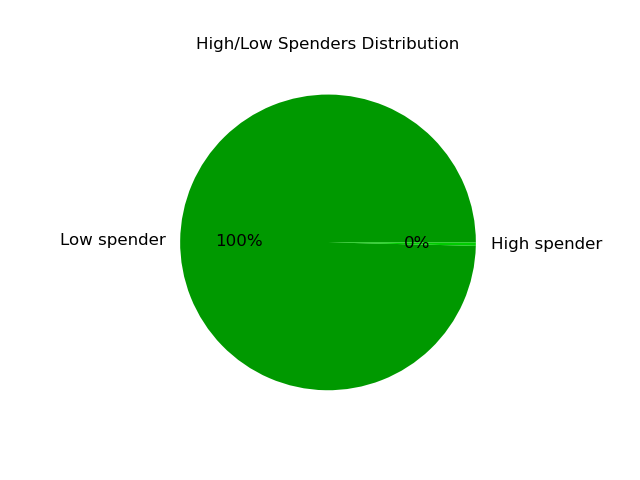 High/Low Spenders Distribution
Low spender
100%
0%
High spender